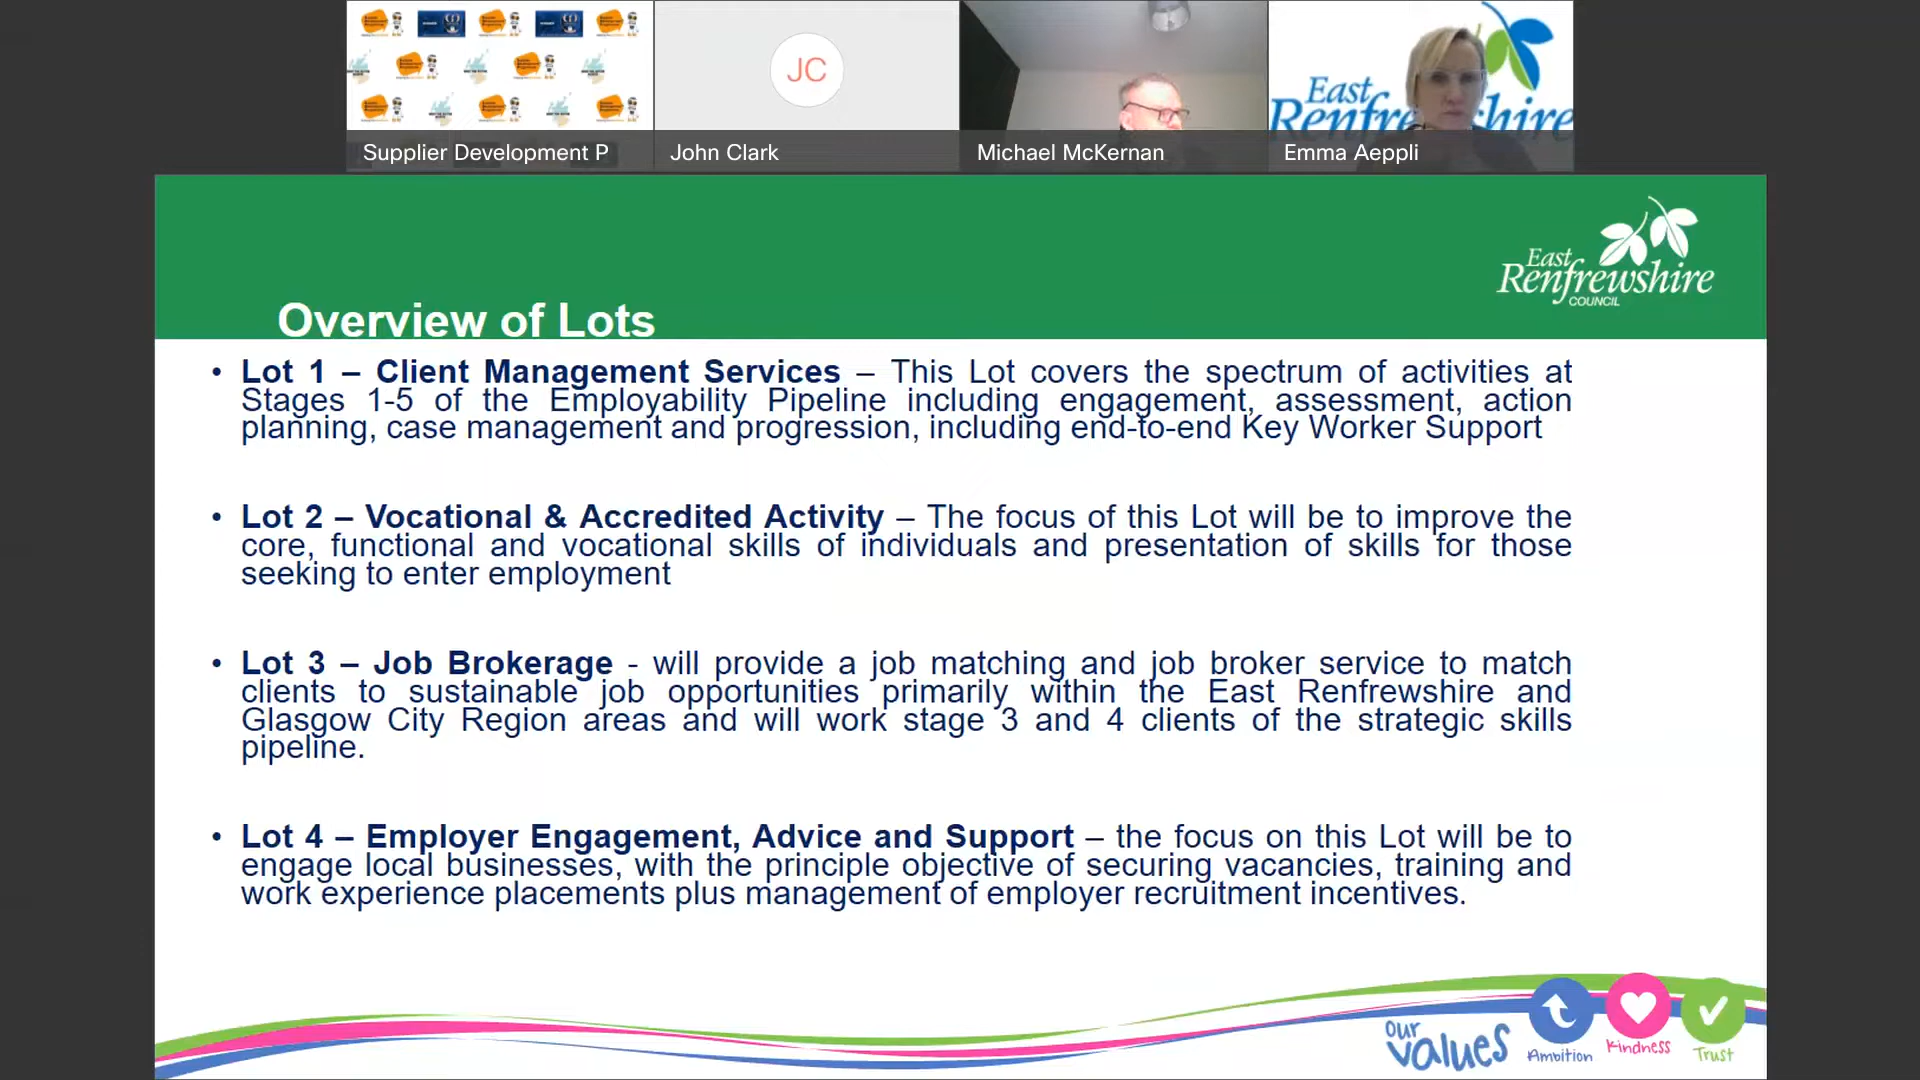 JC
Supplier Development P
John Clark
Michael McKernan
East
Renfrewshire
Emma Aeppli
East
Renfrewshire
COUNCIL
Overview of Lots
• Lot 1 – Client Management Services – This Lot covers the spectrum of activities at
Stages 1-5 of the Employability Pipeline including engagement, assessment, action
planning, case management and progression, including end-to-end Key Worker Support
• Lot 2 – Vocational & Accredited Activity – The focus of this Lot will be to improve the
core, functional and vocational skills of individuals and presentation of skills for those
seeking to enter employment
• Lot 3 – Job Brokerage - will provide a job matching and job broker service to match
clients to sustainable job opportunities primarily within the East Renfrewshire and
Glasgow City Region areas and will work stage 3 and 4 clients of the strategic skills
pipeline.
• Lot 4 – Employer Engagement, Advice and Support – the focus on this Lot will be to
engage local businesses, with the principle objective of securing vacancies, training and
work experience placements plus management of employer recruitment incentives.
our
values
Ambition
Kindness
Trust